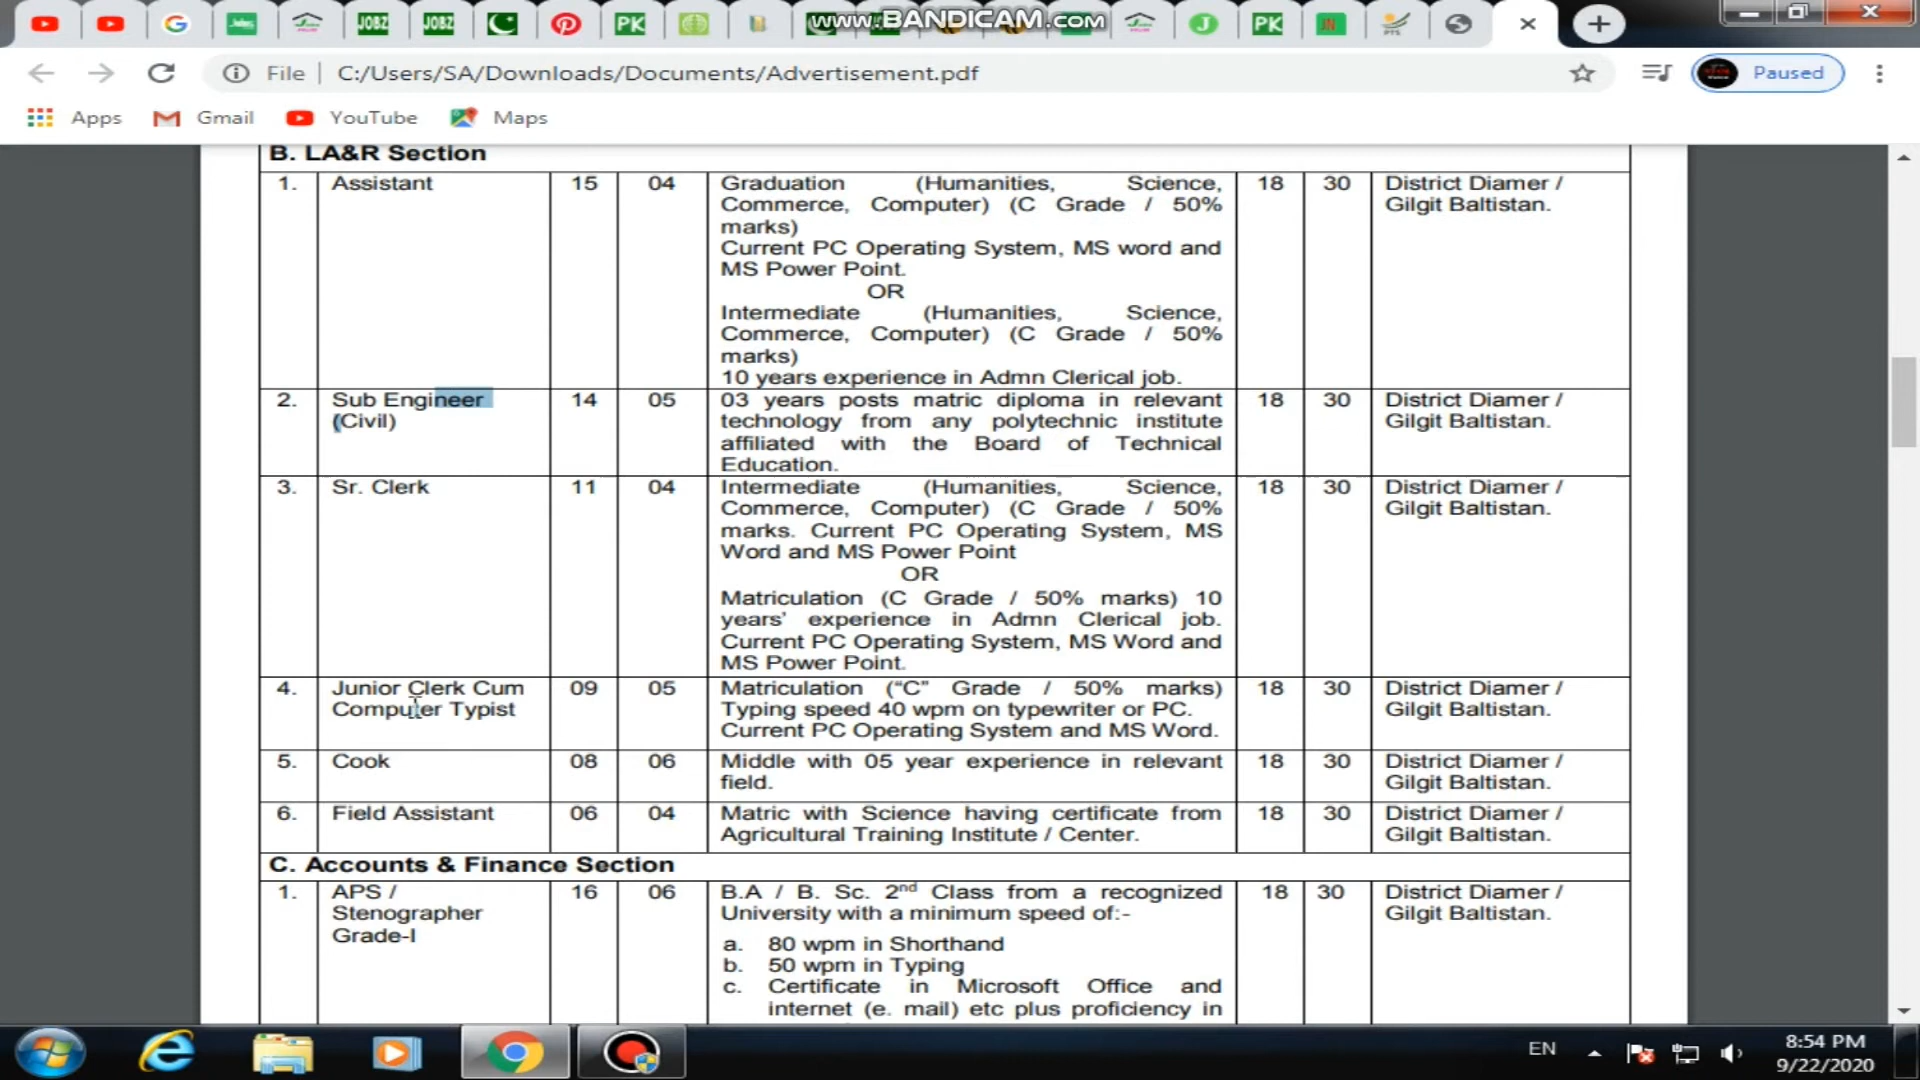 www.BANDICAM.com
JOBZ
JOBZ
PK
J
PK
PTS
File
C:/Users/SA/Downloads/Documents/Advertisement.pdf
Paused
Apps
Gmail
YouTube
Maps
B. LA&R Section
1. Assistant 15 04 Graduation (Humanities, Science, 18 30 District Diamer /
Commerce, Computer) (C Grade / 50% Gilgit Baltistan.
marks)
Current PC Operating System, MS word and
MS Power Point.
OR
Intermediate (Humanities, Science,
Commerce, Computer) (C Grade / 50%
marks)
10 years experience in Admn Clerical job.
2. Sub Engineer 14 05 03 years posts matric diploma in relevant 18 30 District Diamer /
(Civil) technology from any polytechnic institute Gilgit Baltistan.
affiliated with the Board of Technical
Education.
3. Sr. Clerk 11 04 Intermediate (Humanities, Science, 18 30 District Diamer /
Commerce, Computer) (C Grade / 50% Gilgit Baltistan.
marks. Current PC Operating System, MS
Word and MS Power Point
OR
Matriculation (C Grade / 50% marks) 10
years' experience in Admn Clerical job.
Current PC Operating System, MS Word and
MS Power Point.
4. Junior Clerk Cum 09 05 Matriculation (“C” Grade / 50% marks) 18 30 District Diamer /
Computer Typist Typing speed 40 wpm on typewriter or PC. Gilgit Baltistan.
Current PC Operating System and MS Word.
5. Cook 08 06 Middle with 05 year experience in relevant 18 30 District Diamer /
field. Gilgit Baltistan.
6. Field Assistant 06 04 Matric with Science having certificate from 18 30 District Diamer /
Agricultural Training Institute / Center. Gilgit Baltistan.
C. Accounts & Finance Section
1. APS / 16 06 B.A / B. Sc. 2nd Class from a recognized 18 30 District Diamer /
Stenographer University with a minimum speed of:- Gilgit Baltistan.
Grade-I
a. 80 wpm in Shorthand
b. 50 wpm in Typing
c. Certificate in Microsoft Office and
internet (e. mail) etc plus proficiency in
EN
8:54 PM
9/22/2020